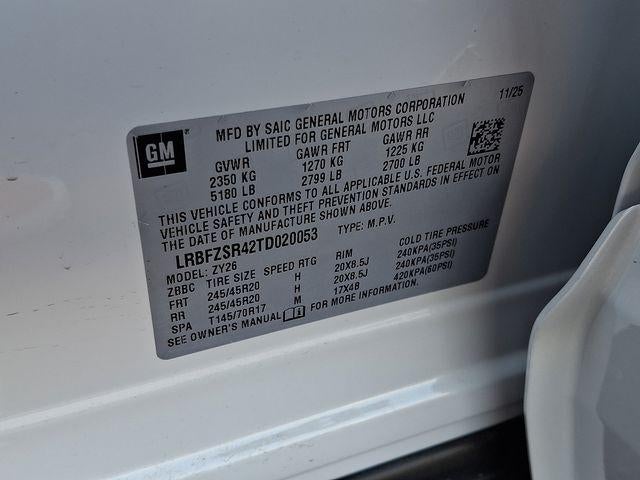 11/25
GM
MFD BY SAIC GENERAL MOTORS CORPORATION
LIMITED FOR GENERAL MOTORS LLC
GVWR GAWR FRT GAWR RR
2350 KG 1270 KG 1225 KG
5180 LB 2799 LB 2700 LB
THIS VEHICLE CONFORMS TO ALL APPLICABLE U.S. FEDERAL MOTOR
VEHICLE SAFETY AND THEFT PREVENTION STANDARDS IN EFFECT ON
THE DATE OF MANUFACTURE SHOWN ABOVE.
LRBFZSR42TD020053 TYPE: M.P.V.
MODEL: ZY26
ZBBC TIRE SIZE SPEED RTG RIM COLD TIRE PRESSURE
FRT 245/45R20 H 20X8.5J 240KPA(35PSI)
RR 245/45R20 H 20X8.5J 240KPA(35PSI)
SPA T145/70R17 M 17X4B 420KPA(60PSI)
SEE OWNER'S MANUAL FOR MORE INFORMATION.